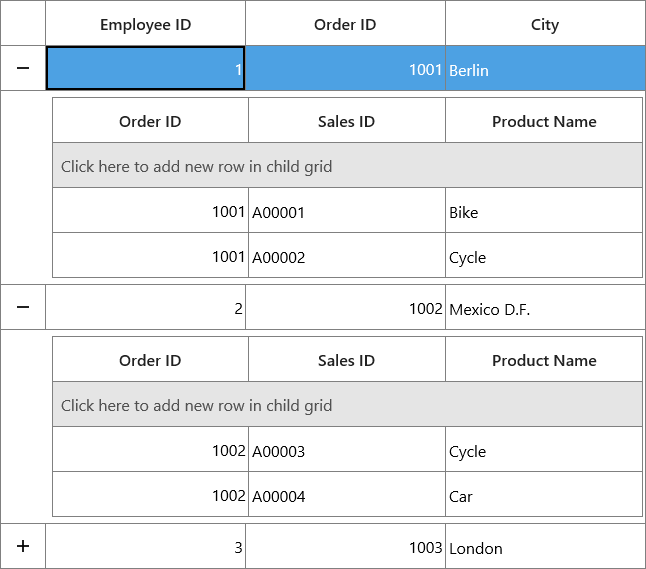 Employee ID Order ID City
− 1 1001 Berlin
Order ID Sales ID Product Name
Click here to add new row in child grid
1001 A00001 Bike
1001 A00002 Cycle
− 2 1002 Mexico D.F.
Order ID Sales ID Product Name
Click here to add new row in child grid
1002 A00003 Cycle
1002 A00004 Car
+ 3 1003 London